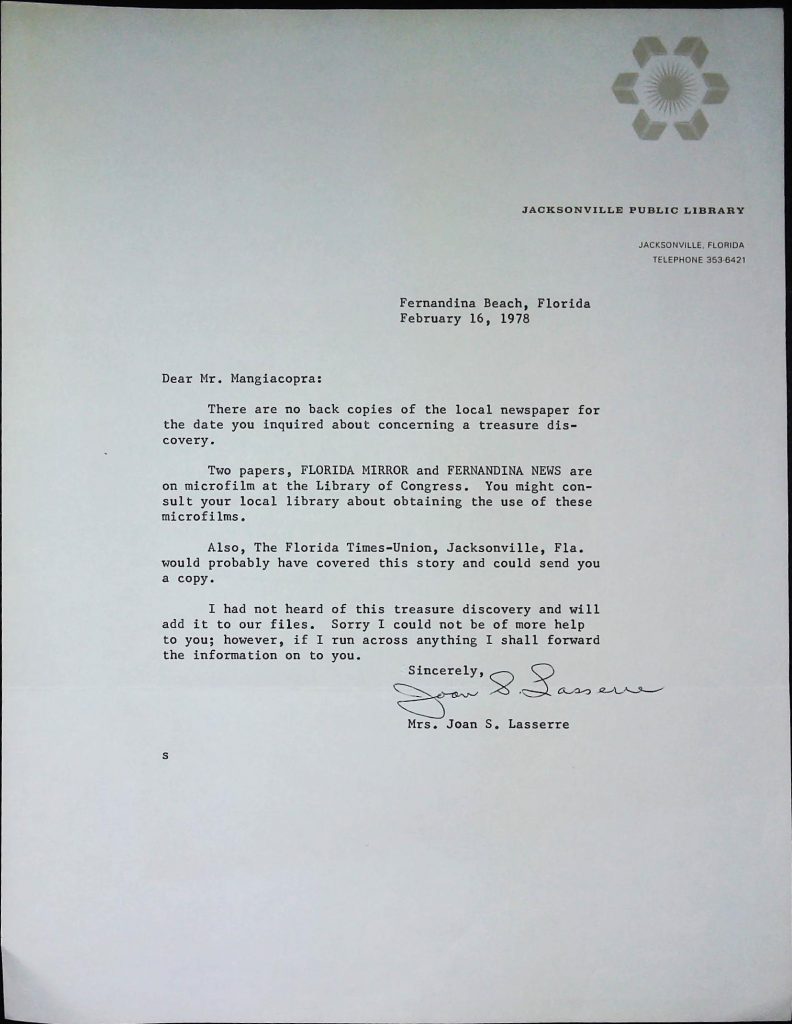 JACKSONVILLE PUBLIC LIBRARY
JACKSONVILLE, FLORIDA
TELEPHONE 353-6421
Fernandina Beach, Florida
February 16, 1978
Dear Mr. Mangiacopra:
There are no back copies of the local newspaper for
the date you inquired about concerning a treasure dis-
covery.
Two papers, FLORIDA MIRROR and FERNANDINA NEWS are
on microfilm at the Library of Congress. You might con-
sult your local library about obtaining the use of these
microfilms.
Also, The Florida Times-Union, Jacksonville, Fla.
would probably have covered this story and could send you
a copy.
I had not heard of this treasure discovery and will
add it to our files. Sorry I could not be of more help
to you; however, if I run across anything I shall forward
the information on to you.
Sincerely,
Joan S. Lasserre
Mrs. Joan S. Lasserre
s